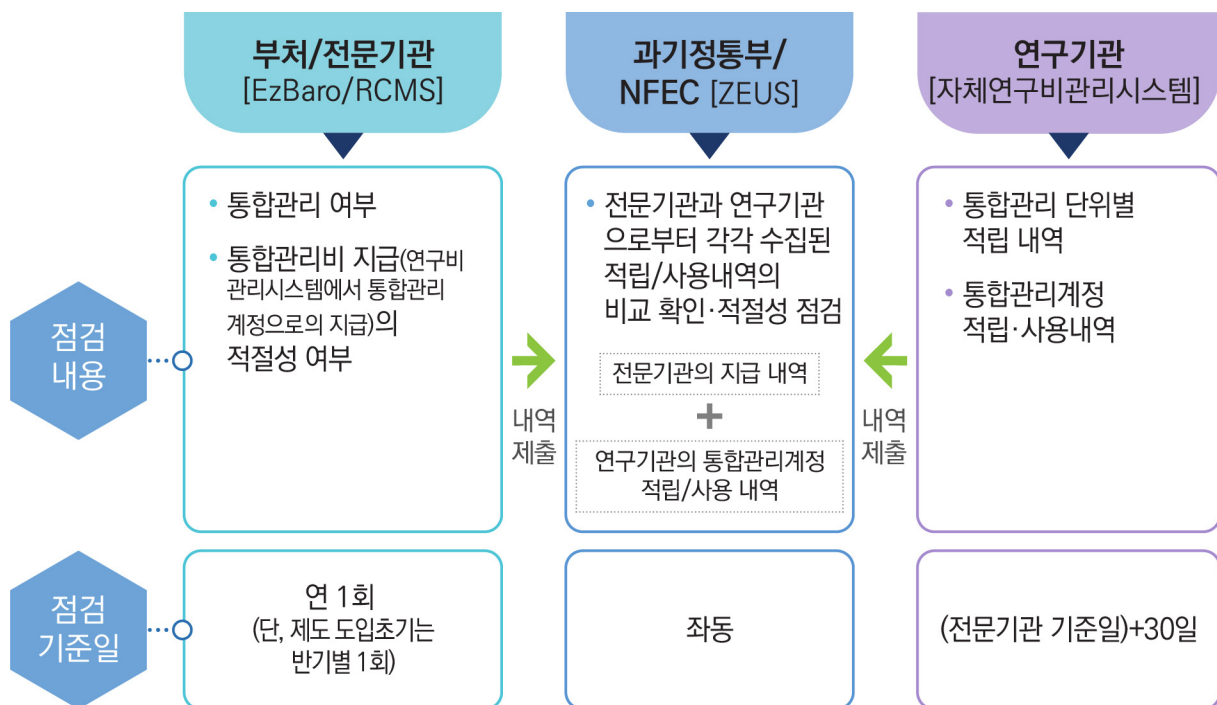 부처/전문기관
[EzBaro/RCMS]
과기정통부/
NFEC [ZEUS]
연구기관
[자체연구비관리시스템]
점검
내용
• 통합관리 여부
• 통합관리비 지급(연구비
관리시스템에서 통합관리
계정으로의 지급)의
적절성 여부
내역
제출
• 전문기관과 연구기관
으로부터 각각 수집된
적립/사용내역의
비교 확인·적절성 점검
전문기관의 지급 내역
+
연구기관의 통합관리계정
적립/사용 내역
내역
제출
• 통합관리 단위별
적립 내역
• 통합관리계정
적립·사용내역
점검
기준일
연 1회
(단, 제도 도입초기는
반기별 1회)
좌동
(전문기관 기준일)+30일